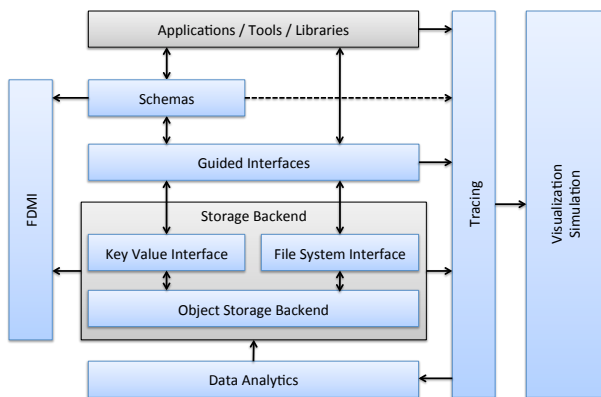 Applications / Tools / Libraries
Schemas
Guided Interfaces
Storage Backend
Key Value Interface
File System Interface
Object Storage Backend
Data Analytics
FDMI
Tracing
Visualization
Simulation